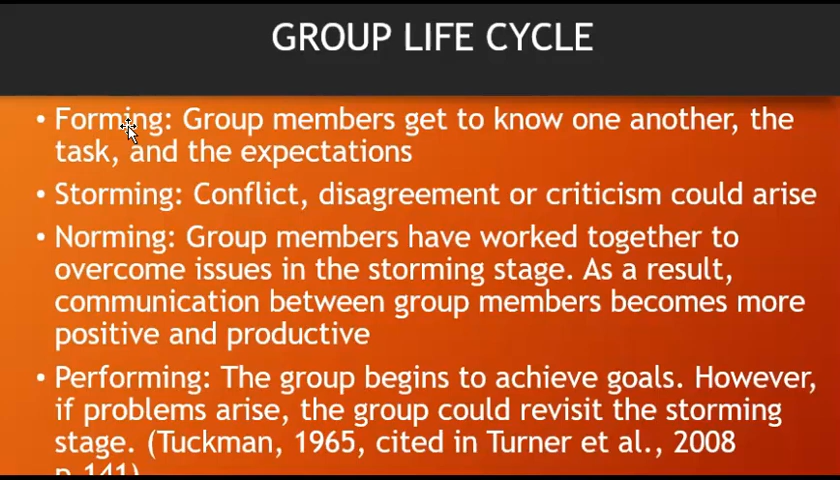 GROUP LIFE CYCLE
• Forming: Group members get to know one another, the
task, and the expectations
• Storming: Conflict, disagreement or criticism could arise
• Norming: Group members have worked together to
overcome issues in the storming stage. As a result,
communication between group members becomes more
positive and productive
• Performing: The group begins to achieve goals. However,
if problems arise, the group could revisit the storming
stage. (Tuckman, 1965, cited in Turner et al., 2008
p.141)